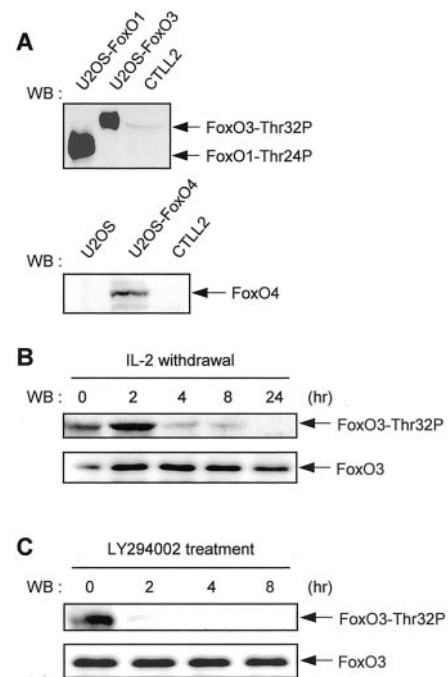 A
U2OS-FoxO1
U2OS-FoxO3
CTLL2
WB :
FoxO3-Thr32P
FoxO1-Thr24P
U2OS
U2OS-FoxO4
CTLL2
WB :
FoxO4
B
IL-2 withdrawal
WB : 0 2 4 8 24 (hr)
FoxO3-Thr32P
FoxO3
C
LY294002 treatment
WB : 0 2 4 8 (hr)
FoxO3-Thr32P
FoxO3